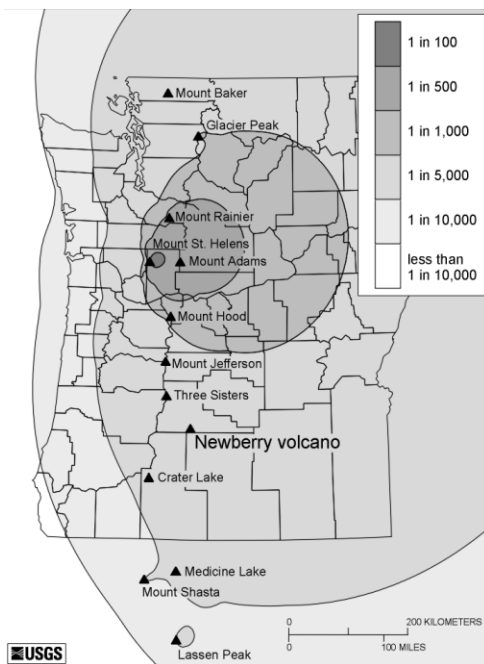 1 in 100
1 in 500
1 in 1,000
1 in 5,000
1 in 10,000
less than
1 in 10,000
Mount Baker
Glacier Peak
Mount Rainier
Mount St. Helens
Mount Adams
Mount Hood
Mount Jefferson
Three Sisters
Newberry volcano
Crater Lake
Medicine Lake
Mount Shasta
Lassen Peak
0 200 KILOMETERS
0 100 MILES
USGS